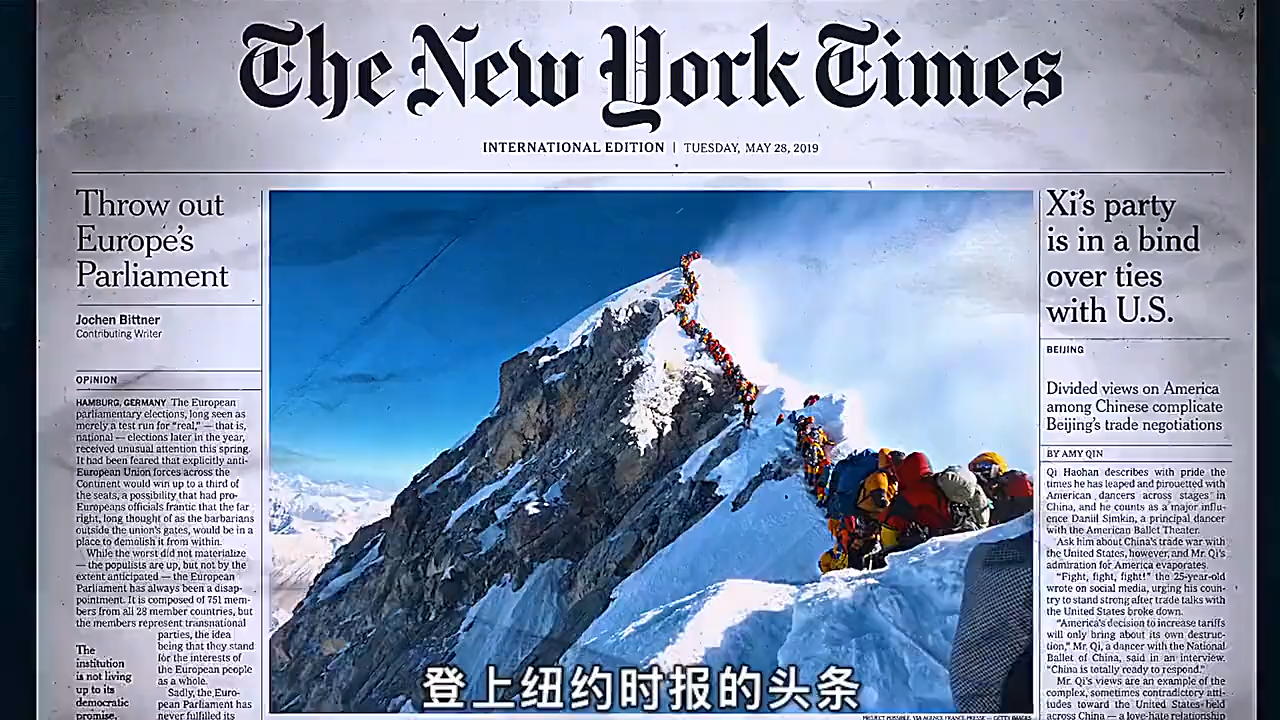 The New York Times
INTERNATIONAL EDITION | TUESDAY, MAY 28, 2019
Throw out
Europe's
Parliament
Jochen Bittner
Contributing Writer
OPINION
HAMBURG, GERMANY The European
parliamentary elections, long seen as
merely a test run for "real," — that is,
national — elections later in the year,
received unusual attention this spring.
It had been feared that explicitly anti-
European Union forces across the
Continent would win up to a third of
the seats, a possibility that had pro-
Europeans officials frantic that the far
right, long thought of as the barbarians
outside the union's gates, would be in a
place to demolish it from within.
While the worst did not materialize
— the populists are up, but not by the
extent anticipated — the European
Parliament has always been a disap-
pointment. It is composed of 751 mem-
bers from all 28 member countries, but
the members represent transnational
parties, the idea
being that they stand
for the interests of
the European people
as a whole.
Sadly, the Euro-
pean Parliament has
never fulfilled its
The
institution
is not living
up to its
democratic
promise.
Xi's party
is in a bind
over ties
with U.S.
BEIJING
Divided views on America
among Chinese complicate
Beijing's trade negotiations
BY AMY QIN
Qi Haohan describes with pride the
times he has leaped and pirouetted with
American dancers across stages in
China, and he counts as a major influ-
ence Daniil Simkin, a principal dancer
with the American Ballet Theater.
Ask him about China's trade war with
the United States, however, and Mr. Qi's
admiration for America evaporates.
"Fight, fight, fight!" the 25-year-old
wrote on social media, urging his coun-
try to stand strong after trade talks with
the United States broke down.
"America's decision to increase tariffs
will only bring about its own destruc-
tion," Mr. Qi, a dancer with the National
Ballet of China, said in an interview.
"China is totally ready to respond."
Mr. Qi's views are an example of the
complex, sometimes contradictory atti-
tudes toward the United States held
across China — a love-hate relationship
PROJECT POSSIBLE, VIA AGENCE FRANCE-PRESSE — GETTY IMAGES
登上纽约时报的头条